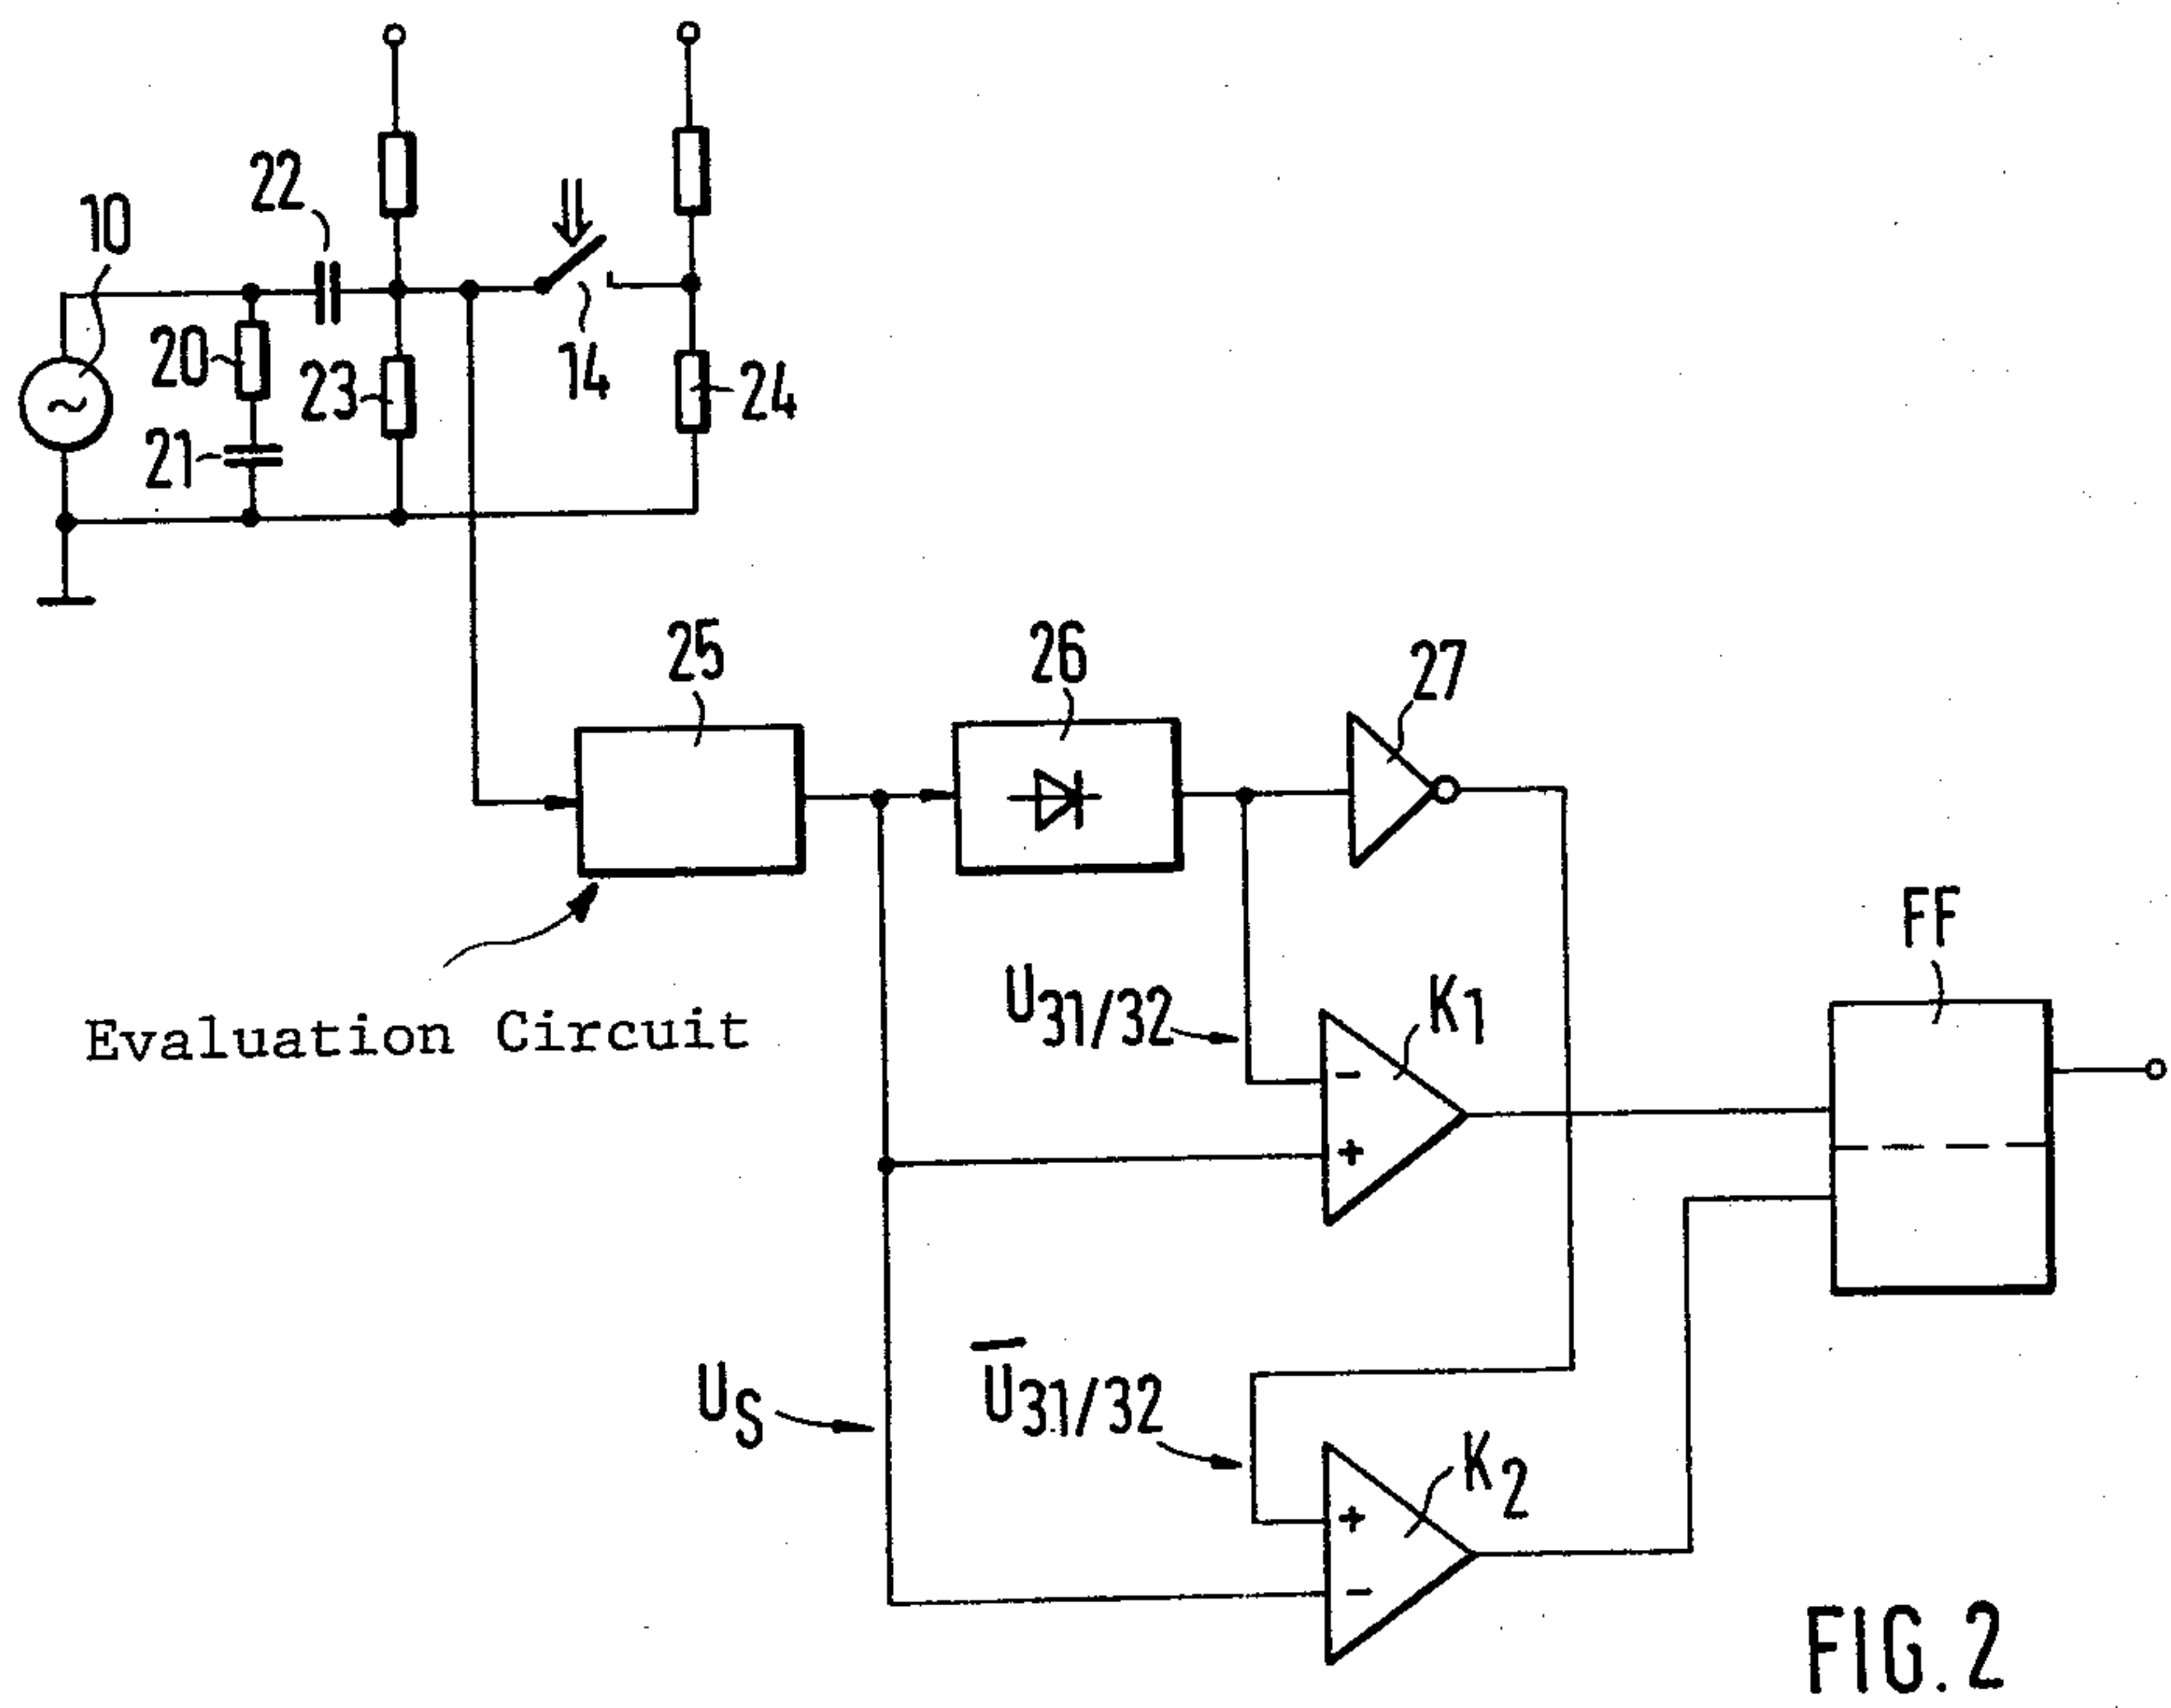 22
10
20
23
14
24
21
25
26
27
FF
U31/32
K1
Evaluation Circuit
+
-
US
U̅31/32
K2
+
-
FIG. 2